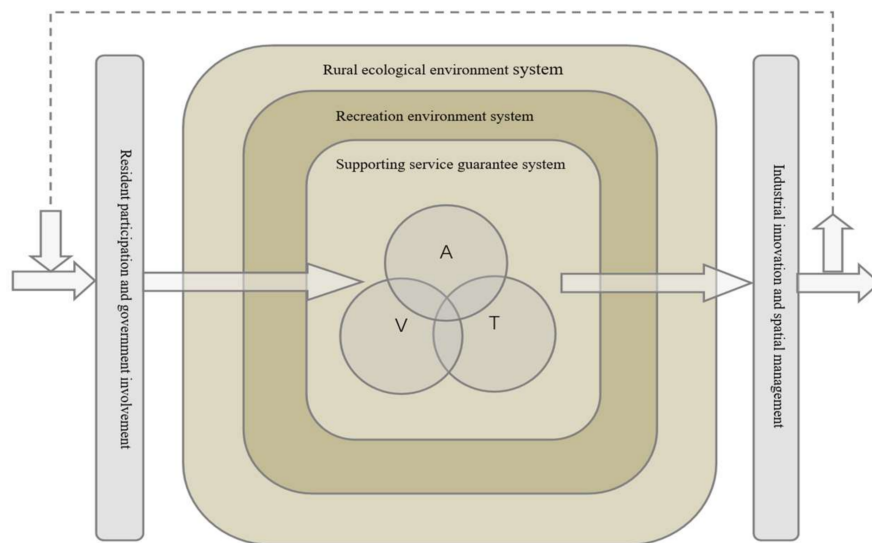 Rural ecological environment system
Recreation environment system
Supporting service guarantee system
A
V
T
Resident participation and government involvement
Industrial innovation and spatial management